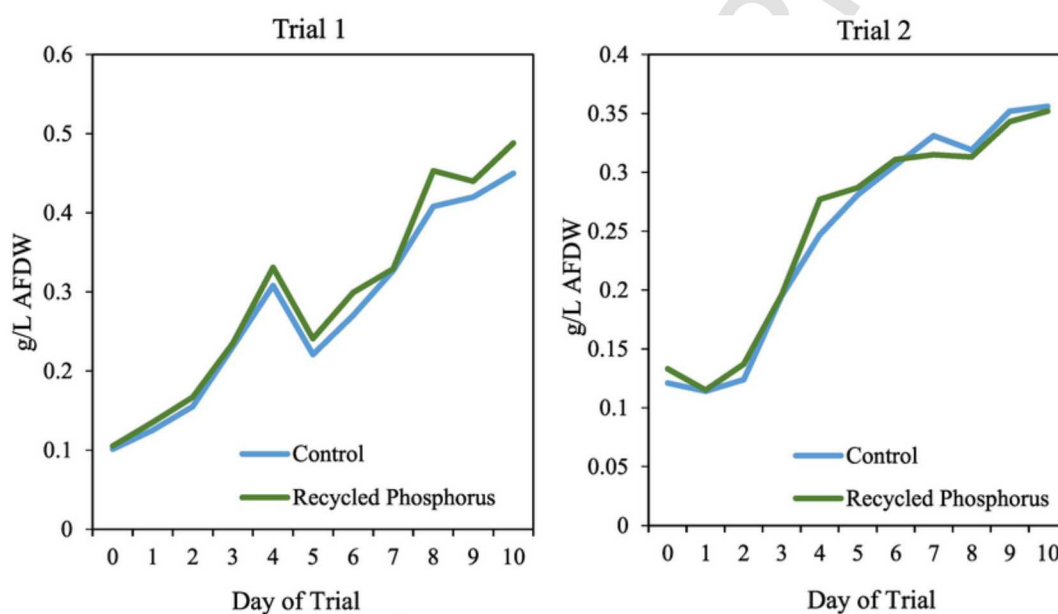 Trial 1
0.6
0.5
0.4
0.3
0.2
0.1
0
g/L AFDW
Control
Recycled Phosphorus
0 1 2 3 4 5 6 7 8 9 10
Day of Trial
Trial 2
0.4
0.35
0.3
0.25
0.2
0.15
0.1
0.05
0
g/L AFDW
Control
Recycled Phosphorus
0 1 2 3 4 5 6 7 8 9 10
Day of Trial